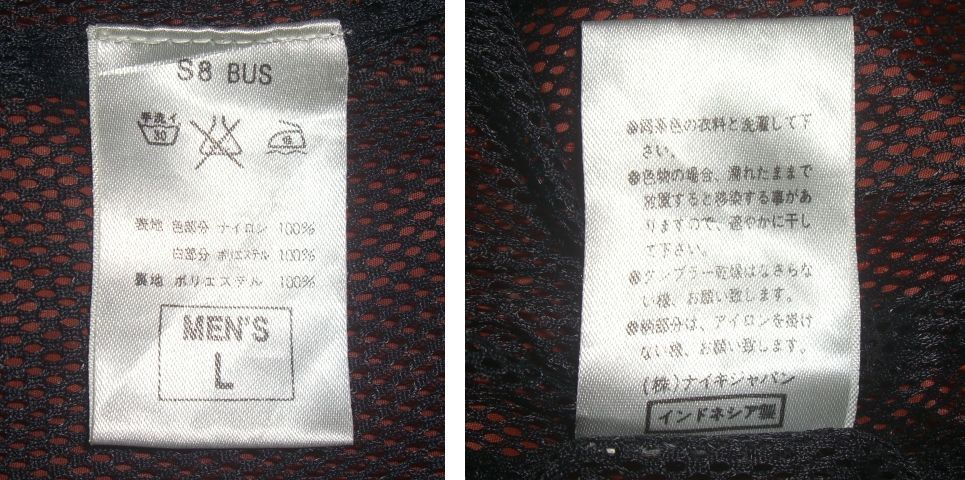 S8 BUS
手洗イ
30
低
表地 色部分 ナイロン 100%
白部分 ポリエステル 100%
裏地 ポリエステル 100%
MEN'S
L
●同系色の衣料と洗濯して下
さい。
●色物の場合、濡れたままで
放置すると移染する事があ
りますので、速やかに干し
て下さい。
●タンブラー乾燥はなさらな
い様、お願い致します。
●柄部分は、アイロンを掛け
ない様、お願い致します。
(株)ナイキジャパン
インドネシア製